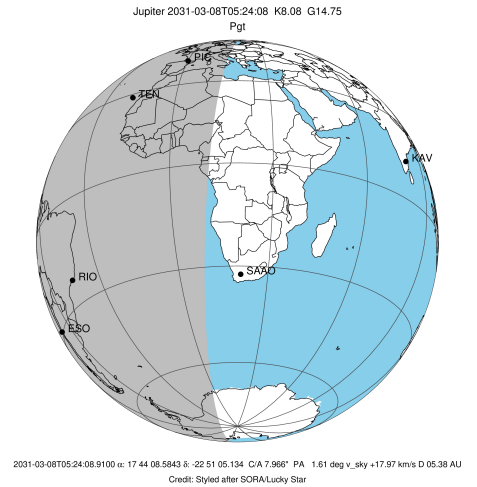 Jupiter 2031-03-08T05:24:08 K8.08 G14.75
Pgt
PIC
TEN
KAV
SAAO
RIO
ESO
2031-03-08T05:24:08.9100 α: 17 44 08.5843 δ: -22 51 05.134 C/A 7.966" PA 1.61 deg v_sky +17.97 km/s D 05.38 AU
Credit: Styled after SORA/Lucky Star